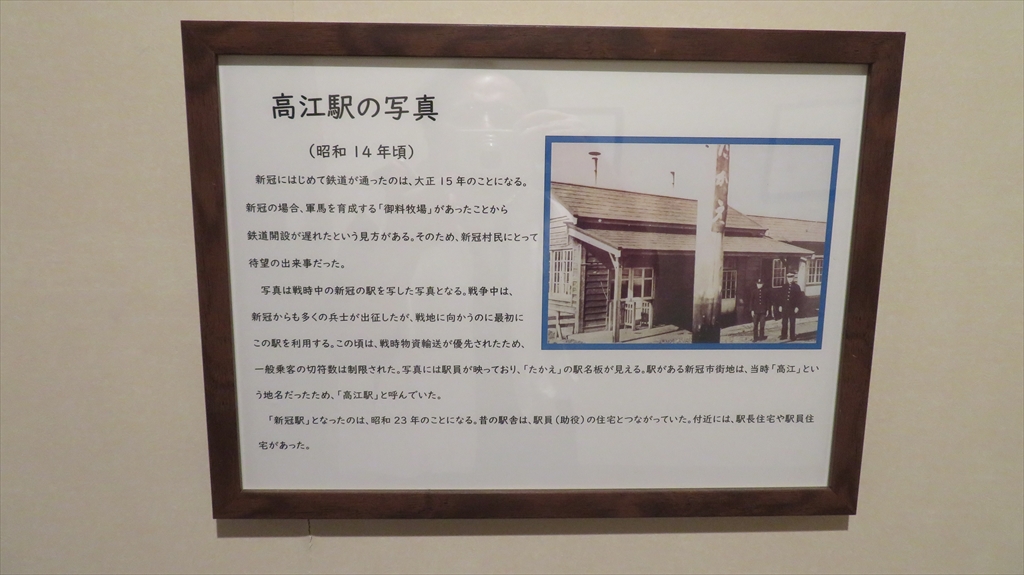 高江駅の写真
(昭和 14 年頃)
新冠にはじめて鉄道が通ったのは、大正 15 年のことになる。
新冠の場合、軍馬を育成する「御料牧場」があったことから
鉄道開設が遅れたという見方がある。そのため、新冠村民にとって
待望の出来事だった。
写真は戦時中の新冠の駅を写した写真となる。戦争中は、
新冠からも多くの兵士が出征したが、戦地に向かうのに最初に
この駅を利用する。この頃は、戦時物資輸送が優先されたため、
一般乗客の切符数は制限された。写真には駅員が映っており、「たかえ」の駅名板が見える。駅がある新冠市街地は、当時「高江」とい
う地名だったため、「高江駅」と呼んでいた。
「新冠駅」となったのは、昭和 23 年のことになる。昔の駅舎は、駅員(助役)の住宅とつながっていた。付近には、駅長住宅や駅員住
宅があった。
かえ